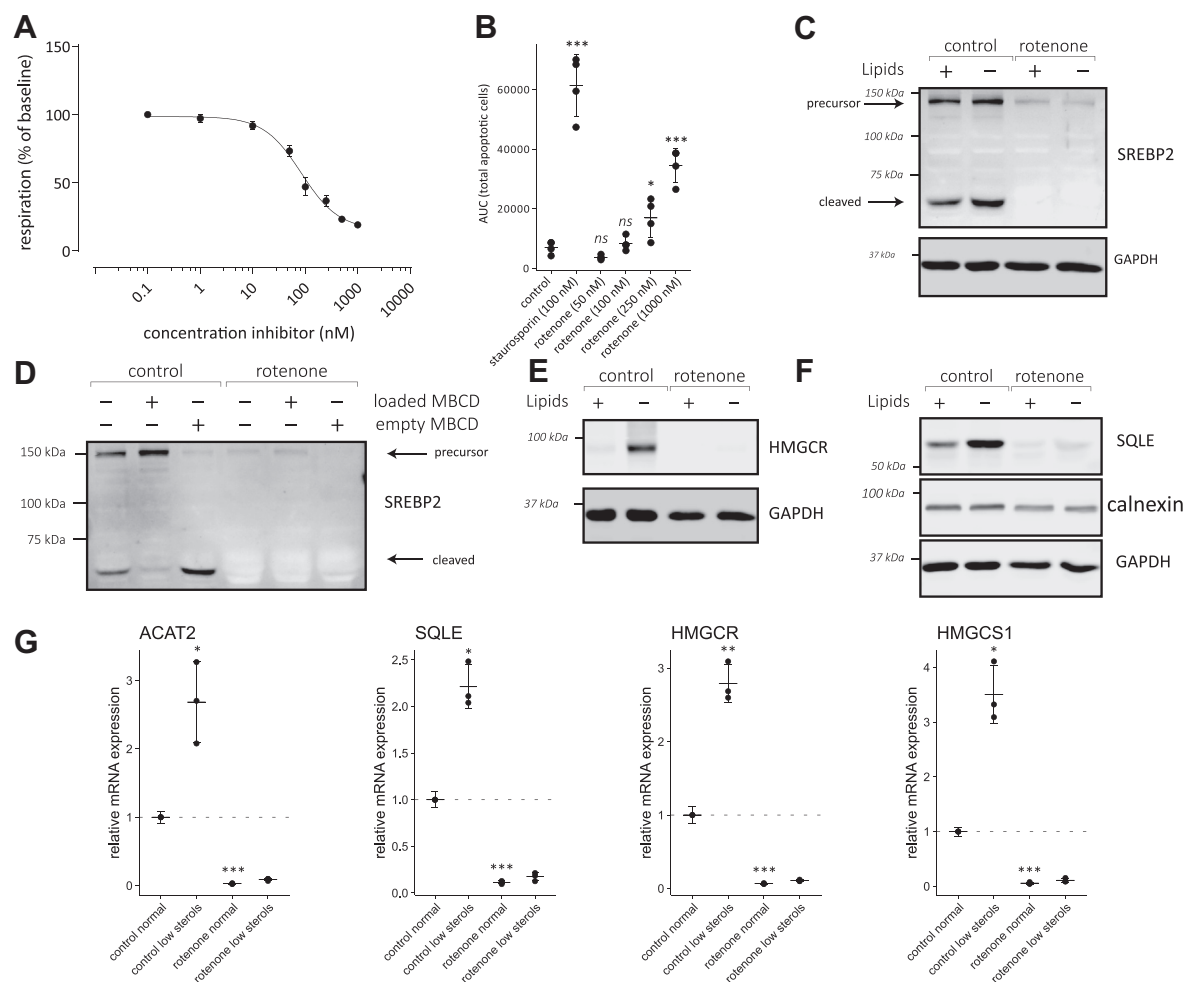 A
respiration (% of baseline)
150
100
50
0
0.1
1
10
100
1000
10000
concentration inhibitor (nM)
B
AUC (total apoptotic cells)
60000
40000
20000
0
***
ns
ns
*
***
control
staurosporin (100 nM)
rotenone (50 nM)
rotenone (100 nM)
rotenone (250 nM)
rotenone (1000 nM)
C
control rotenone
Lipids + − + −
150 kDa
precursor
100 kDa
75 kDa
cleaved
SREBP2
37 kDa
GAPDH
D
control rotenone
− + − − + − loaded MBCD
− − + − − + empty MBCD
150 kDa
precursor
100 kDa
SREBP2
75 kDa
cleaved
E
control rotenone
Lipids + − + −
100 kDa
HMGCR
37 kDa
GAPDH
F
control rotenone
Lipids + − + −
SQLE
50 kDa
100 kDa
calnexin
37 kDa
GAPDH
G
ACAT2
relative mRNA expression
3
2
1
0
*
***
control normal
control low sterols
rotenone normal
rotenone low sterols
SQLE
relative mRNA expression
2,5
2.0
1.5
1.0
0.5
0.0
*
***
control normal
control low sterols
rotenone normal
rotenone low sterols
HMGCR
relative mRNA expression
3
2
1
0
**
***
control normal
control low sterols
rotenone normal
rotenone low sterols
HMGCS1
relative mRNA expression
4
3
2
1
0
*
***
control normal
control low sterols
rotenone normal
rotenone low sterols